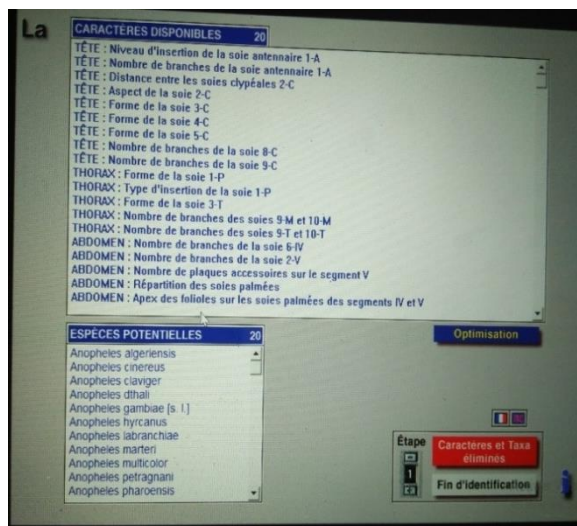 La
CARACTÈRES DISPONIBLES 20
TÊTE : Niveau d'insertion de la soie antennaire 1-A
TÊTE : Nombre de branches de la soie antennaire 1-A
TÊTE : Distance entre les soies clypéales 2-C
TÊTE : Aspect de la soie 2-C
TÊTE : Forme de la soie 3-C
TÊTE : Forme de la soie 4-C
TÊTE : Forme de la soie 5-C
TÊTE : Nombre de branches de la soie 8-C
TÊTE : Nombre de branches de la soie 9-C
THORAX : Forme de la soie 1-P
THORAX : Type d'insertion de la soie 1-P
THORAX : Forme de la soie 3-T
THORAX : Nombre de branches des soies 9-M et 10-M
THORAX : Nombre de branches des soies 9-T et 10-T
ABDOMEN : Nombre de branches de la soie 6-IV
ABDOMEN : Nombre de branches de la soie 2-V
ABDOMEN : Nombre de plaques accessoires sur le segment V
ABDOMEN : Répartition des soies palmées
ABDOMEN : Apex des folioles sur les soies palmées des segments IV et V
ESPÈCES POTENTIELLES 20
Anopheles algeriensis
Anopheles cinereus
Anopheles claviger
Anopheles dthali
Anopheles gambiae [s. l.]
Anopheles hyrcanus
Anopheles labranchiae
Anopheles marteri
Anopheles multicolor
Anopheles petragnani
Anopheles pharoensis
Optimisation
Étape
1
Caractères et Taxa
éliminés
Fin d'identification